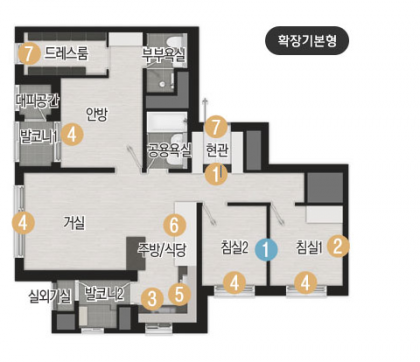 확장기본형
7 드레스룸
부부욕실
대피공간
안방
발코니1 4
7
공용욕실
현관
1
4 거실
6
주방/식당
침실2 1 침실1 2
실외기실 발코니2
3 5
4 4